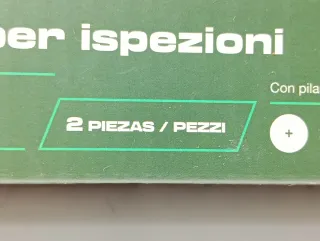 per ispezioni
Con pila
2 PIEZAS / PEZZI
+